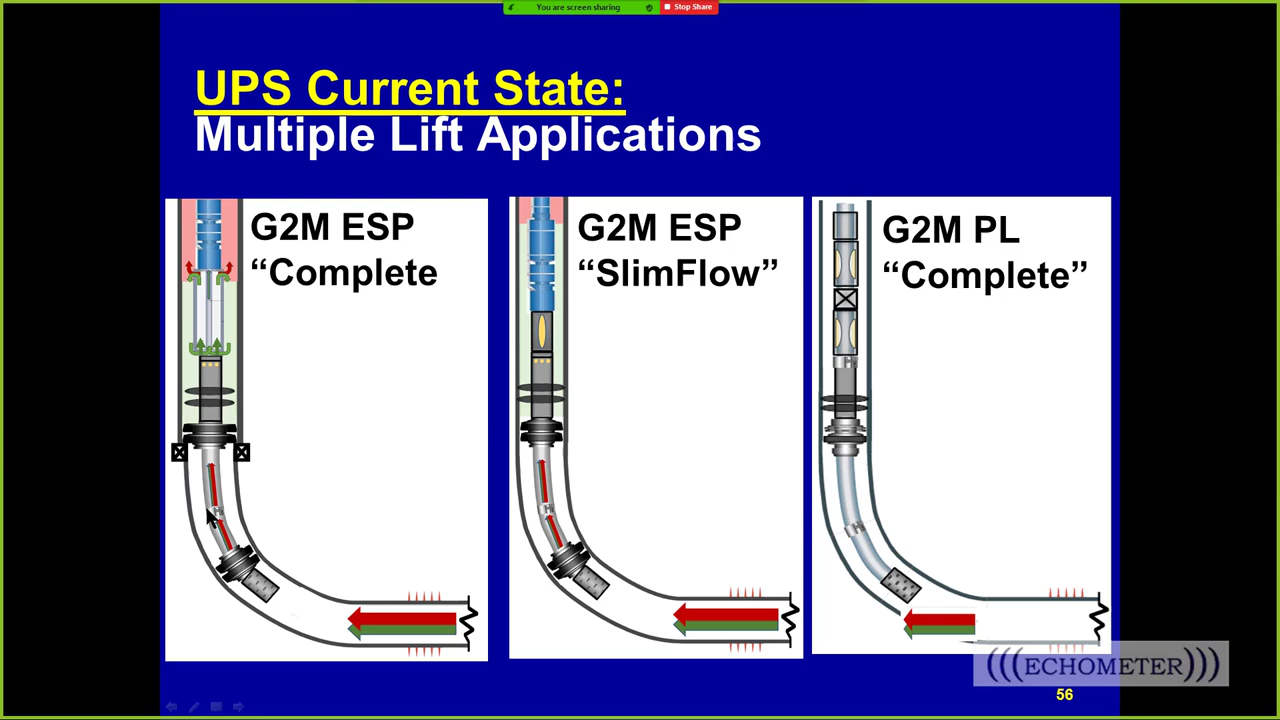 You are screen sharing
Stop Share
UPS Current State:
Multiple Lift Applications
G2M ESP
“Complete
G2M ESP
“SlimFlow”
G2M PL
“Complete”
H
H
H
(((ECHOMETER)))
56